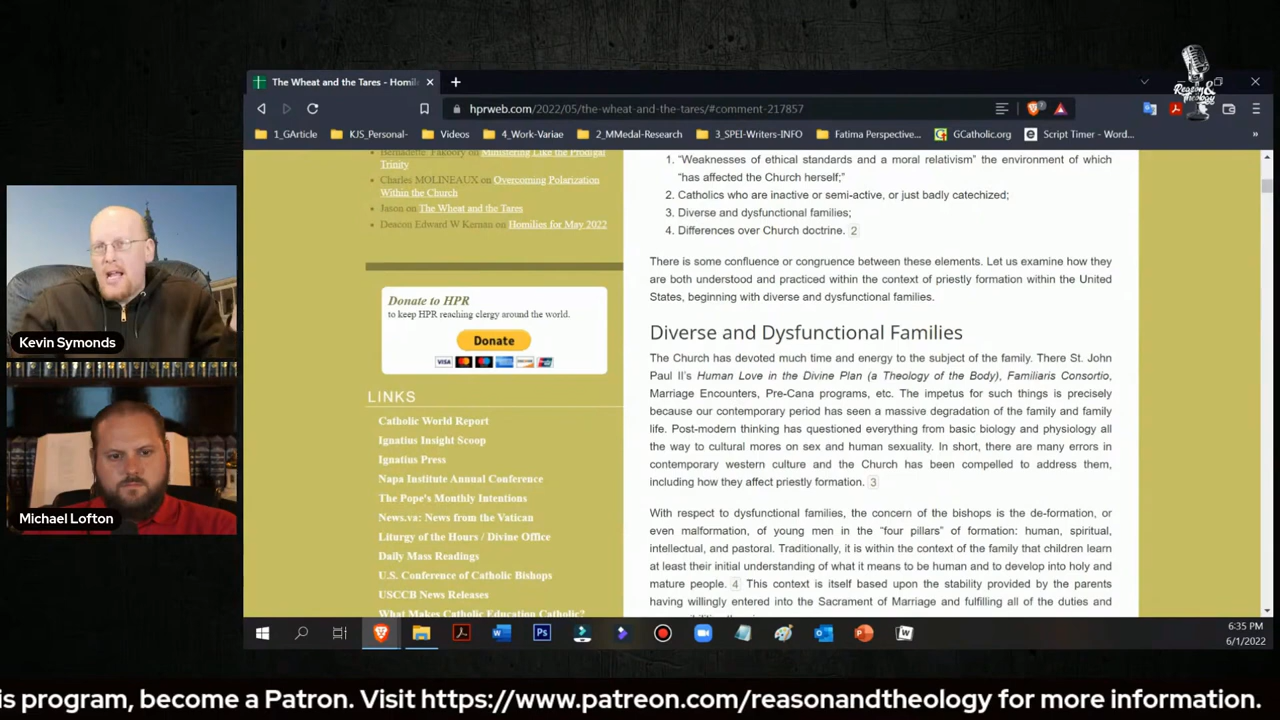 Reason &
Theology
The Wheat and the Tares - Homil
hprweb.com/2022/05/the-wheat-and-the-tares/#comment-217857
1_GArticle
KJS_Personal-
Videos
4_Work-Variae
2_MMedal-Research
3_SPEI-Writers-INFO
Fatima Perspective...
GCatholic.org
Script Timer - Word...
Bernadette Fakoory on Ministering Like the Prodigal
Trinity
Charles MOLINEAUX on Overcoming Polarization
Within the Church
Jason on The Wheat and the Tares
Deacon Edward W Kernan on Homilies for May 2022
Donate to HPR
to keep HPR reaching clergy around the world.
Donate
VISA
LINKS
Catholic World Report
Ignatius Insight Scoop
Ignatius Press
Napa Institute Annual Conference
The Pope's Monthly Intentions
News.va: News from the Vatican
Liturgy of the Hours / Divine Office
Daily Mass Readings
U.S. Conference of Catholic Bishops
USCCB News Releases
What Makes Catholic Education Catholic?
1. “Weaknesses of ethical standards and a moral relativism” the environment of which
“has affected the Church herself;”
2. Catholics who are inactive or semi-active, or just badly catechized;
3. Diverse and dysfunctional families;
4. Differences over Church doctrine. 2
There is some confluence or congruence between these elements. Let us examine how they
are both understood and practiced within the context of priestly formation within the United
States, beginning with diverse and dysfunctional families.
Diverse and Dysfunctional Families
The Church has devoted much time and energy to the subject of the family. There St. John
Paul II’s Human Love in the Divine Plan (a Theology of the Body), Familiaris Consortio,
Marriage Encounters, Pre-Cana programs, etc. The impetus for such things is precisely
because our contemporary period has seen a massive degradation of the family and family
life. Post-modern thinking has questioned everything from basic biology and physiology all
the way to cultural mores on sex and human sexuality. In short, there are many errors in
contemporary western culture and the Church has been compelled to address them,
including how they affect priestly formation. 3
With respect to dysfunctional families, the concern of the bishops is the de-formation, or
even malformation, of young men in the “four pillars” of formation: human, spiritual,
intellectual, and pastoral. Traditionally, it is within the context of the family that children learn
at least their initial understanding of what it means to be human and to develop into holy and
mature people. 4 This context is itself based upon the stability provided by the parents
having willingly entered into the Sacrament of Marriage and fulfilling all of the duties and
Kevin Symonds
Michael Lofton
6:35 PM
6/1/2022
is program, become a Patron. Visit https://www.patreon.com/reasonandtheology for more information.